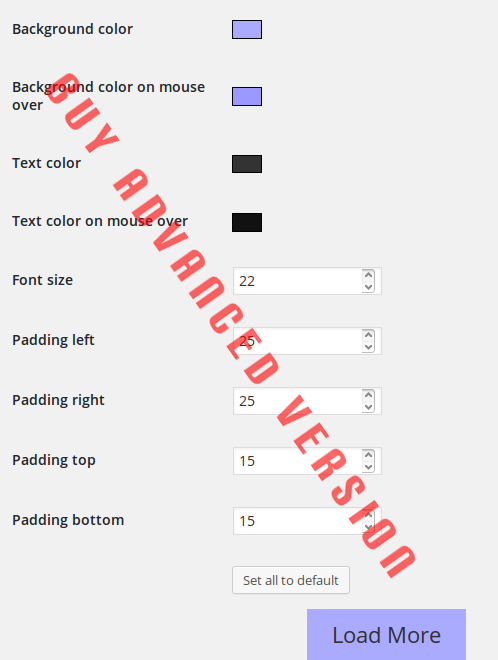 Background color
Background color on mouse
over
Text color
Text color on mouse over
Font size 22
Padding left 25
Padding right 25
Padding top 15
Padding bottom 15
Set all to default
Load More
BUY ADVANCED VERSION